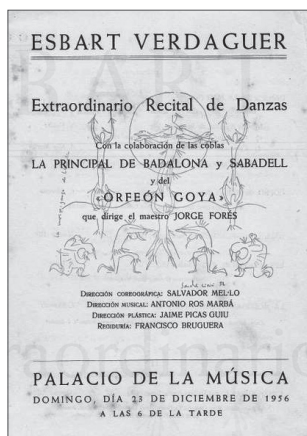 ESBART VERDAGUER
Extraordinario Recital de Danzas
Con la colaboración de las coblas
LA PRINCIPAL DE BADALONA y SABADELL
y del
«ORFEÓN GOYA»
que dirige el maestro JORGE FORÉS
DIRECCIÓN COREOGRÁFICA: SALVADOR MEL·LO
DIRECCIÓN MUSICAL: ANTONIO ROS MARBÁ
DIRECCIÓN PLÁSTICA: JAIME PICAS GUIU
REGIDURÍA: FRANCISCO BRUGUERA
PALACIO DE LA MÚSICA
DOMINGO, DÍA 23 DE DICIEMBRE DE 1956
A LAS 6 DE LA TARDE